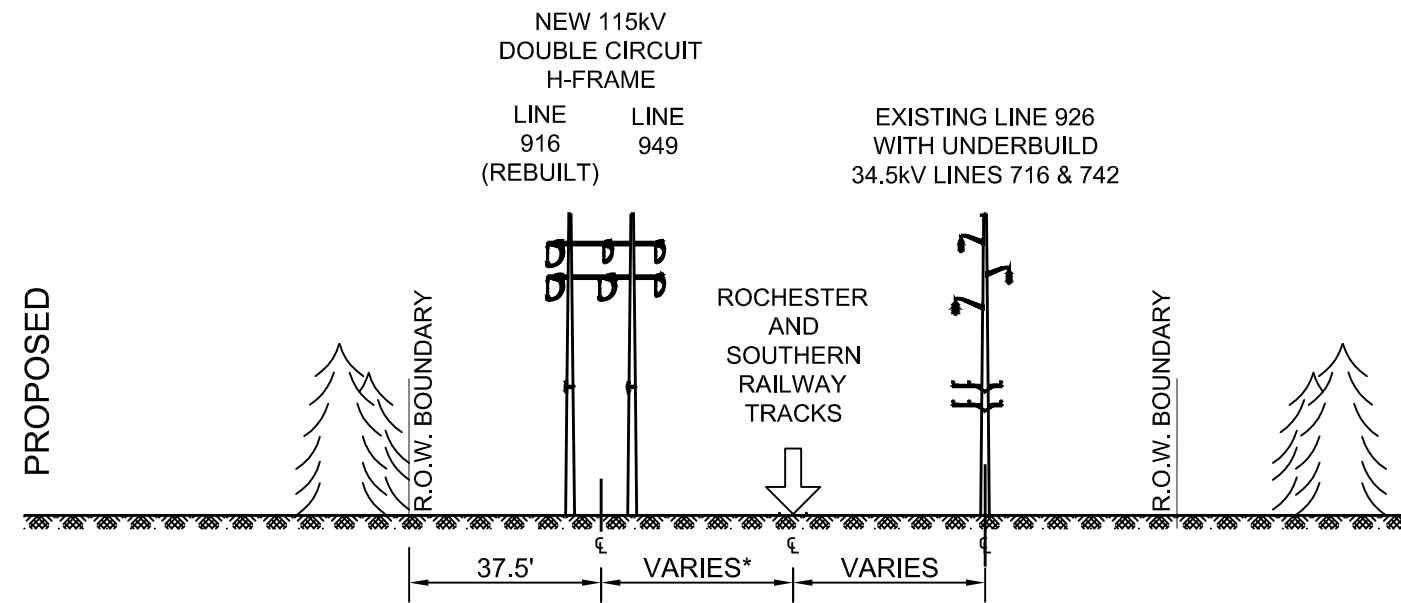 PROPOSED
NEW 115kV
DOUBLE CIRCUIT
H-FRAME
LINE
916
(REBUILT)
LINE
949
EXISTING LINE 926
WITH UNDERBUILD
34.5kV LINES 716 & 742
R.O.W. BOUNDARY
ROCHESTER
AND
SOUTHERN
RAILWAY
TRACKS
R.O.W. BOUNDARY
℄
℄
℄
37.5'
VARIES*
VARIES